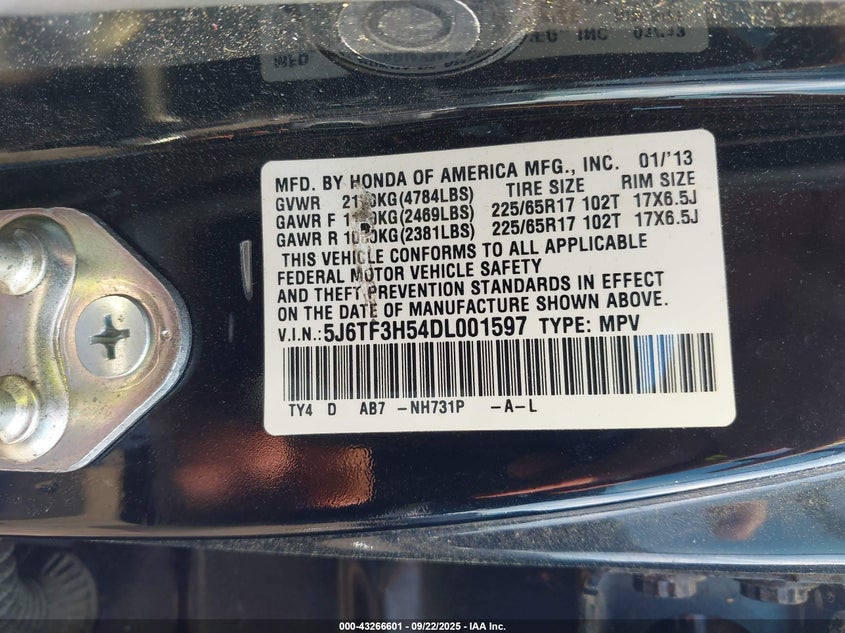 MFD. BY HONDA OF AMERICA MFG., INC. 01/'13
GVWR (4784LBS) TIRE SIZE RIM SIZE
GAWR F (2469LBS) 225/65R17 102T 17X6.5J
GAWR R (2381LBS) 225/65R17 102T 17X6.5J
THIS VEHICLE CONFORMS TO ALL APPLICABLE
FEDERAL MOTOR VEHICLE SAFETY
AND THEFT PREVENTION STANDARDS IN EFFECT
ON THE DATE OF MANUFACTURE SHOWN ABOVE.
V.I.N.:5J6TF3H54DL001597 TYPE: MPV
TY4 D AB7 -NH731P -A-L
000-43266601 - 09/22/2025 - IAA Inc.